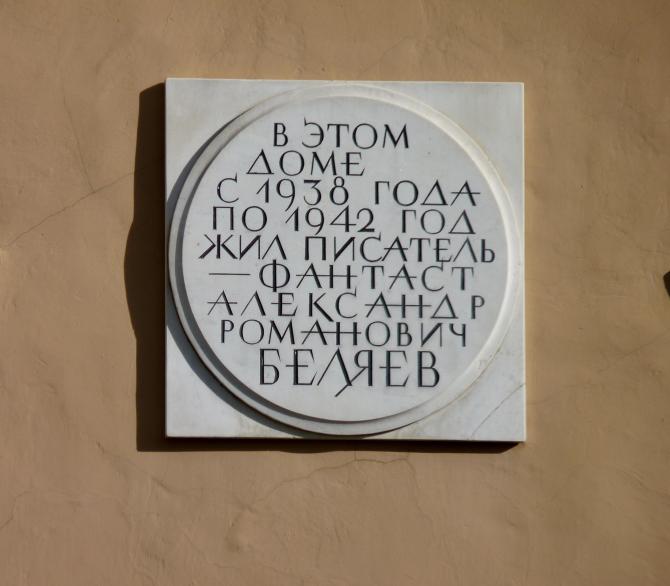 В ЭТОМ
ДОМЕ
С 1938 ГОДА
ПО 1942 ГОД
ЖИЛ ПИСАТЕЛЬ
— ФАНТАСТ
АЛЕКСАНДР
РОМАНОВИЧ
БЕЛЯЕВ